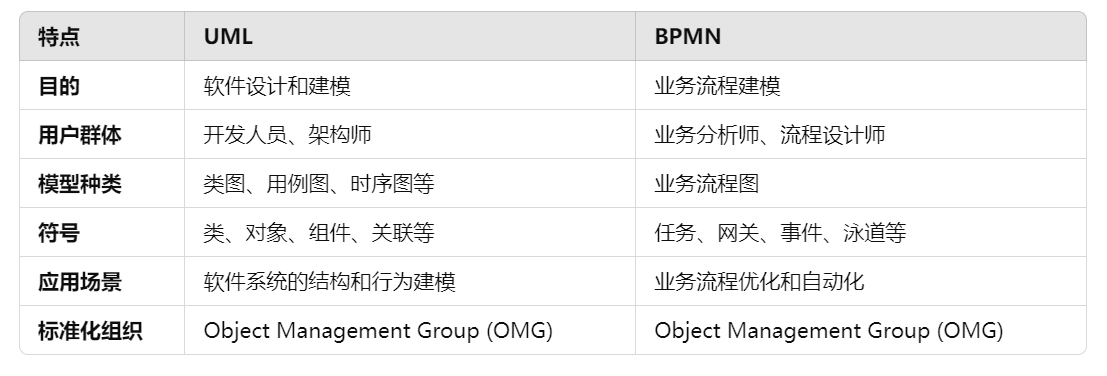 特点 UML BPMN
目的 软件设计和建模 业务流程建模
用户群体 开发人员、架构师 业务分析师、流程设计师
模型种类 类图、用例图、时序图等 业务流程图
符号 类、对象、组件、关联等 任务、网关、事件、泳道等
应用场景 软件系统的结构和行为建模 业务流程优化和自动化
标准化组织 Object Management Group (OMG) Object Management Group (OMG)